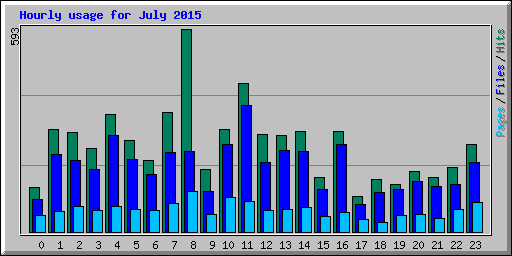 Hourly usage for July 2015
593
Pages / Files / Hits
0 1 2 3 4 5 6 7 8 9 10 11 12 13 14 15 16 17 18 19 20 21 22 23